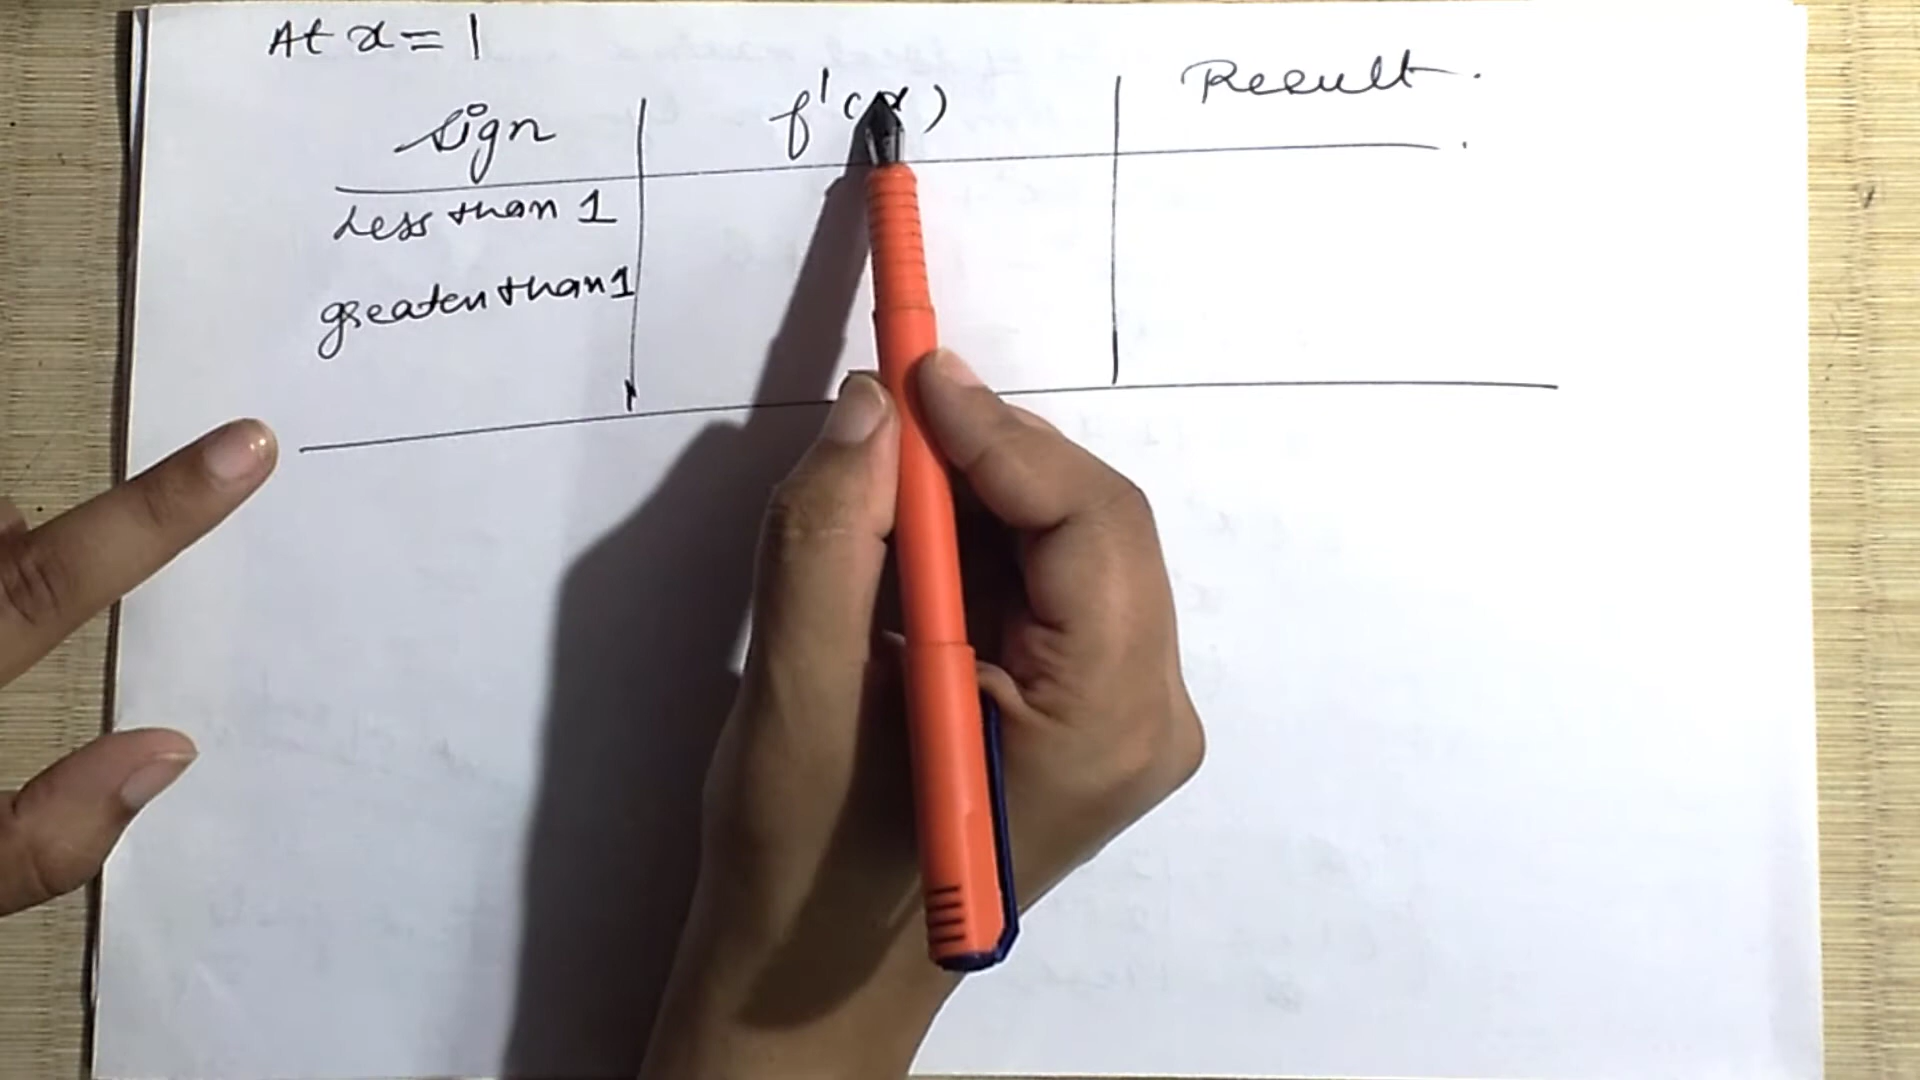 At x = 1
sign f'(x) Result.
Less than 1
greater than 1